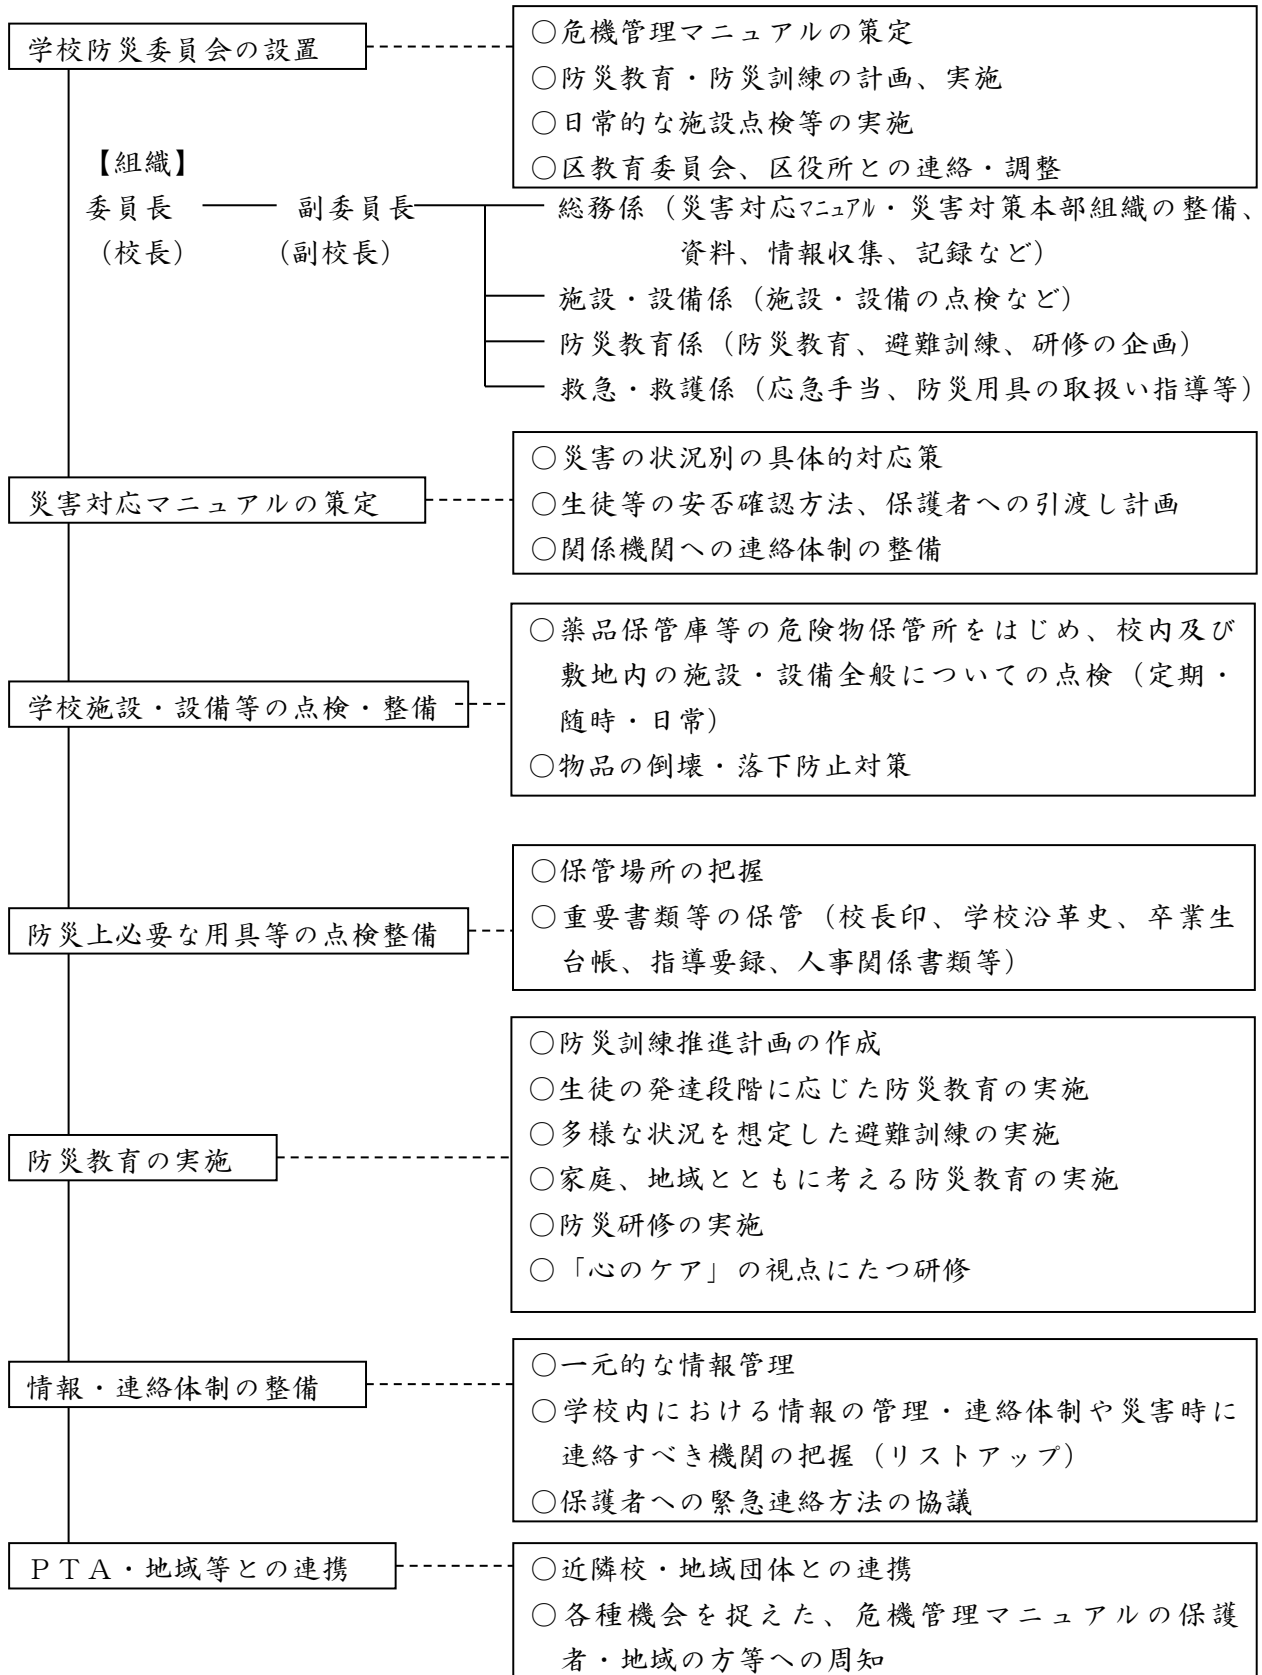 学校防災委員会の設置
○危機管理マニュアルの策定
○防災教育・防災訓練の計画、実施
○日常的な施設点検等の実施
○区教育委員会、区役所との連絡・調整
【組織】
委員長 副委員長 総務係（災害対応ﾏﾆｭｱﾙ・災害対策本部組織の整備、
（校長） （副校長） 資料、情報収集、記録など）
施設・設備係（施設・設備の点検など）
防災教育係（防災教育、避難訓練、研修の企画）
救急・救護係（応急手当、防災用具の取扱い指導等）
災害対応マニュアルの策定
○災害の状況別の具体的対応策
○生徒等の安否確認方法、保護者への引渡し計画
○関係機関への連絡体制の整備
学校施設・設備等の点検・整備
○薬品保管庫等の危険物保管所をはじめ、校内及び
敷地内の施設・設備全般についての点検（定期・
随時・日常）
○物品の倒壊・落下防止対策
防災上必要な用具等の点検整備
○保管場所の把握
○重要書類等の保管（校長印、学校沿革史、卒業生
台帳、指導要録、人事関係書類等）
防災教育の実施
○防災訓練推進計画の作成
○生徒の発達段階に応じた防災教育の実施
○多様な状況を想定した避難訓練の実施
○家庭、地域とともに考える防災教育の実施
○防災研修の実施
○「心のケア」の視点にたつ研修
情報・連絡体制の整備
○一元的な情報管理
○学校内における情報の管理・連絡体制や災害時に
連絡すべき機関の把握（リストアップ）
○保護者への緊急連絡方法の協議
ＰＴＡ・地域等との連携
○近隣校・地域団体との連携
○各種機会を捉えた、危機管理マニュアルの保護
者・地域の方等への周知